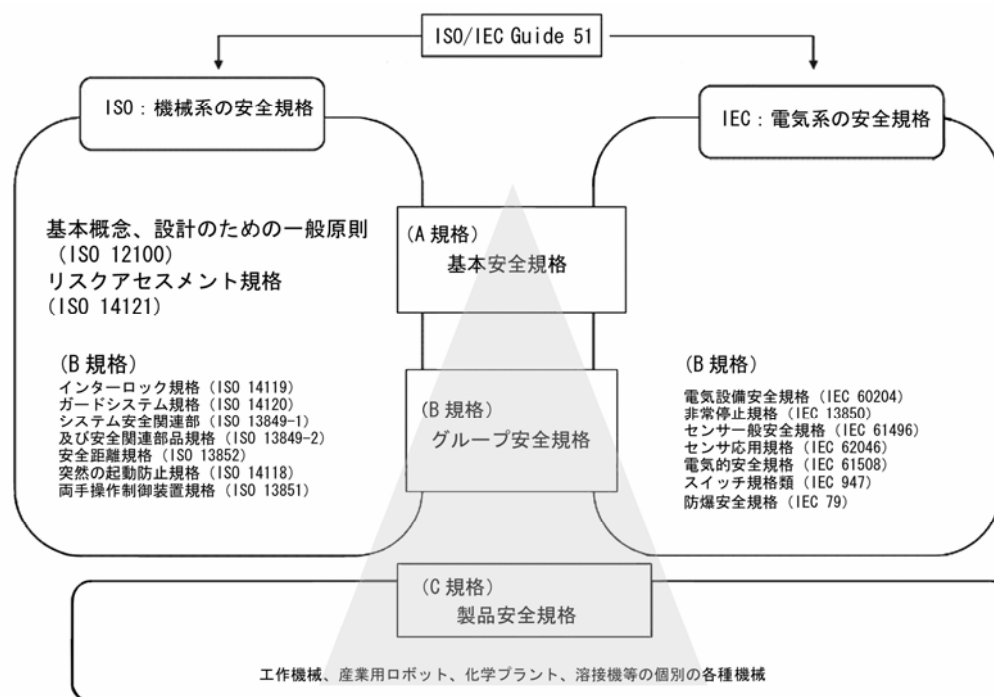 ISO/IEC Guide 51
ISO：機械系の安全規格
IEC：電気系の安全規格
基本概念、設計のための一般原則
（ISO 12100）
リスクアセスメント規格
（ISO 14121）
（A 規格）
基本安全規格
（B 規格）
インターロック規格（ISO 14119）
ガードシステム規格（ISO 14120）
システム安全関連部（ISO 13849-1）
及び安全関連部品規格（ISO 13849-2）
安全距離規格（ISO 13852）
突然の起動防止規格（ISO 14118）
両手操作制御装置規格（ISO 13851）
（B 規格）
グループ安全規格
（B 規格）
電気設備安全規格（IEC 60204）
非常停止規格（IEC 13850）
センサ一般安全規格（IEC 61496）
センサ応用規格（IEC 62046）
電気的安全規格（IEC 61508）
スイッチ規格類（IEC 947）
防爆安全規格（IEC 79）
（C 規格）
製品安全規格
工作機械、産業用ロボット、化学プラント、溶接機等の個別の各種機械